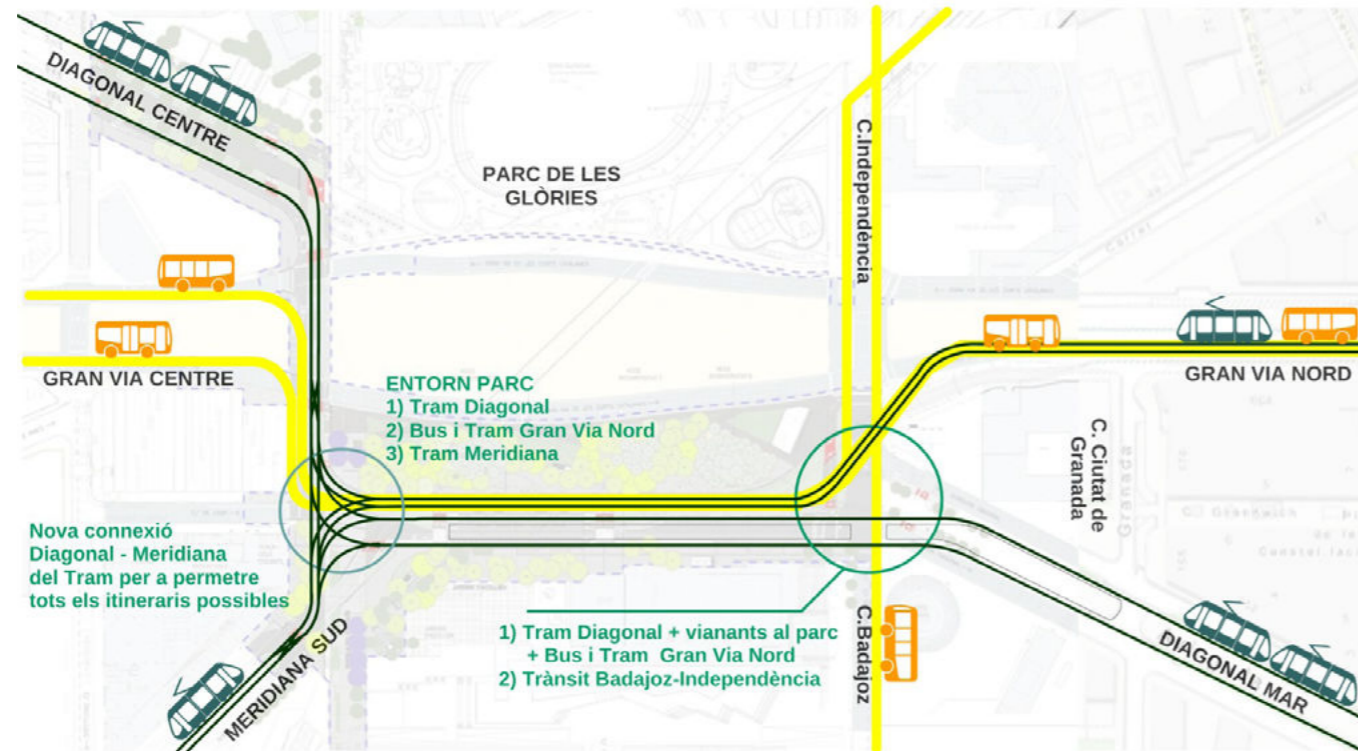 DIAGONAL CENTRE
PARC DE LES
GLÒRIES
C.Independència
GRAN VIA CENTRE
GRAN VIA NORD
ENTORN PARC
1) Tram Diagonal
2) Bus i Tram Gran Via Nord
3) Tram Meridiana
C. Ciutat de
Granada
Nova connexió
Diagonal - Meridiana
del Tram per a permetre
tots els itineraris possibles
MERIDIANA SUD
1) Tram Diagonal + vianants al parc
+ Bus i Tram Gran Via Nord
2) Trànsit Badajoz-Independència
C.Badajoz
DIAGONAL MAR